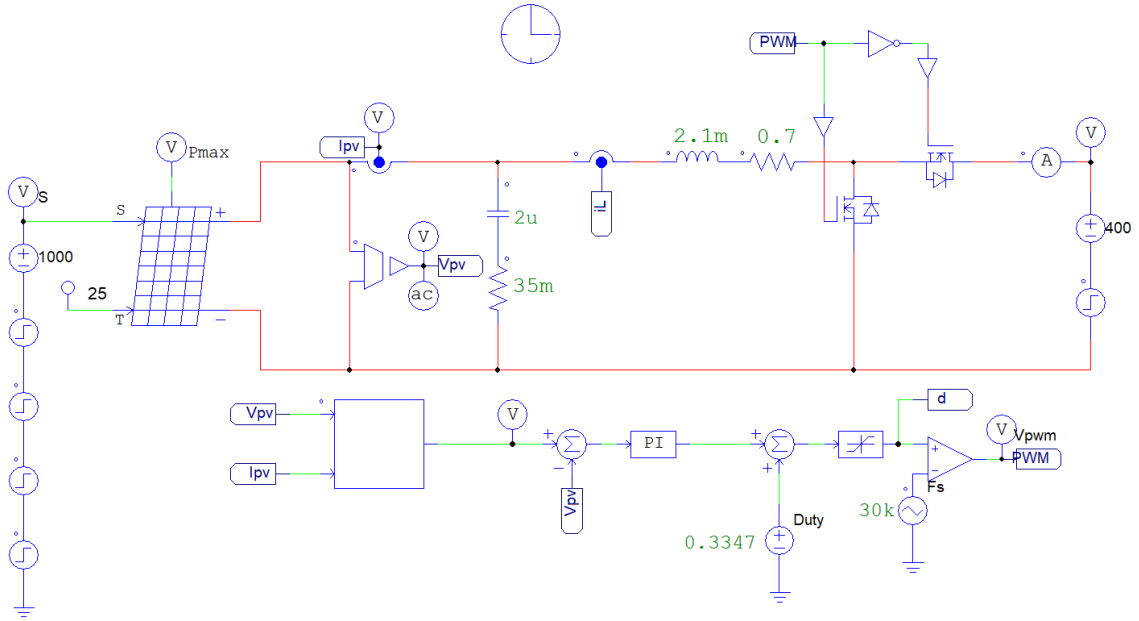 PWM
V
Ipv
2.1m
0.7
V
Pmax
V
A
V
S
S
+
iL
2u
1000
400
V
Vpv
25
ac
35m
T
−
Vpv
V
d
+
PI
+
V
Vpwm
Σ
Σ
+
−
+
−
PWM
Ipv
Vpv
Fs
30k
Duty
0.3347